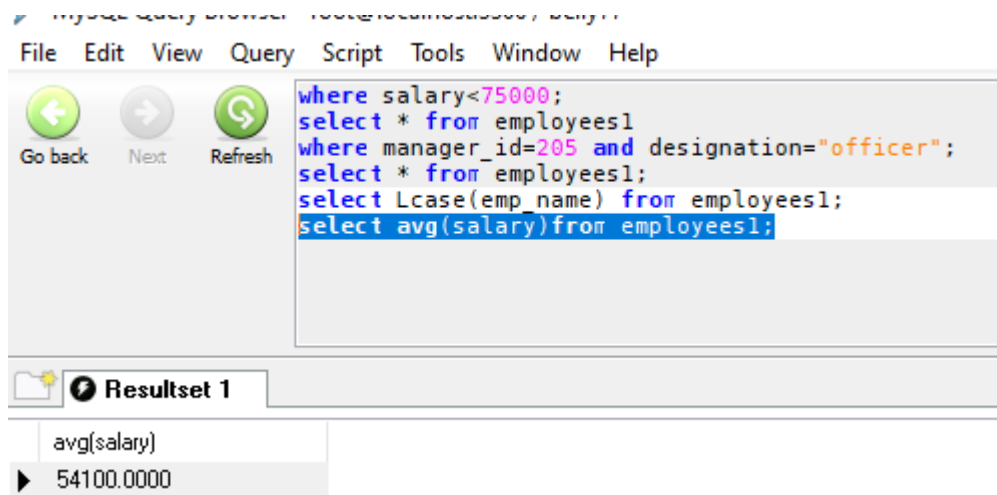 File Edit View Query Script Tools Window Help
Go back Next Refresh
where salary<75000;
select * from employees1
where manager_id=205 and designation="officer";
select * from employees1;
select Lcase(emp_name) from employees1;
select avg(salary)from employees1;
Resultset 1
avg(salary)
54100.0000